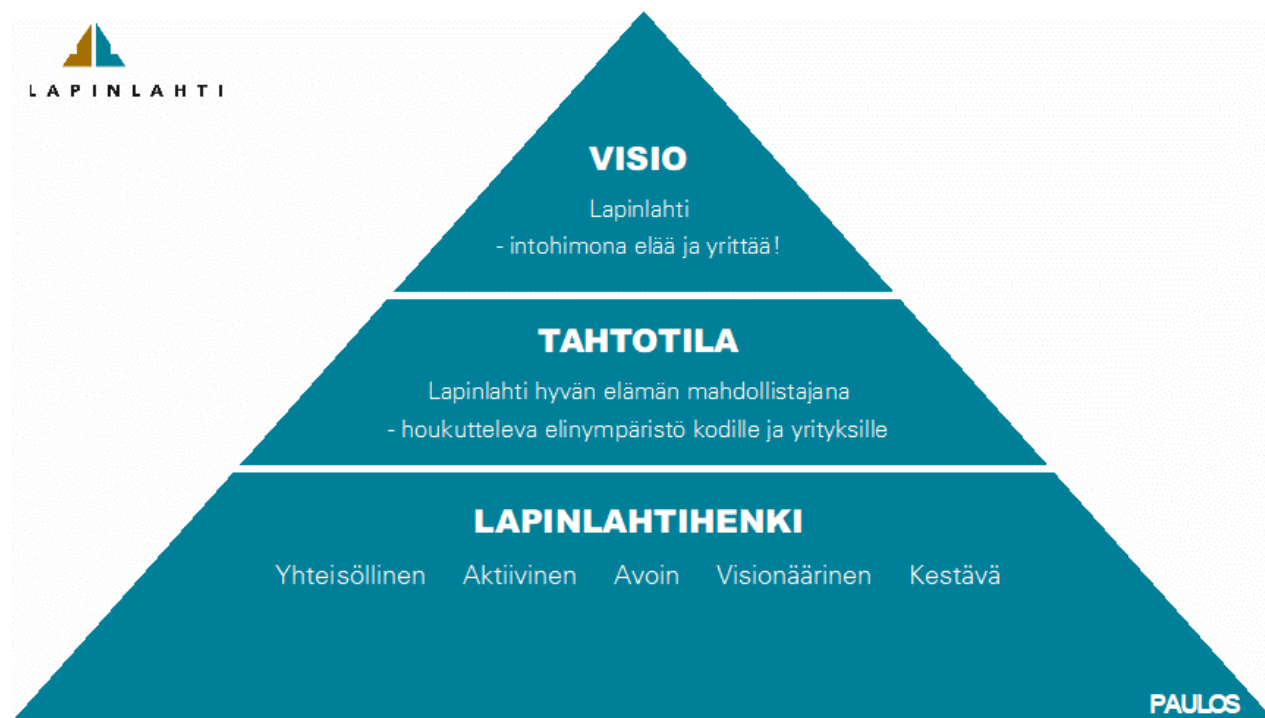 LAPINLAHTI
VISIO
Lapinlahti
- intohimona elää ja yrittää!
TAHTOTILA
Lapinlahti hyvän elämän mahdollistajana
- houkutteleva elinympäristö kodille ja yrityksille
LAPINLAHTIHENKI
Yhteisöllinen Aktiivinen Avoin Visionäärinen Kestävä
PAULOS